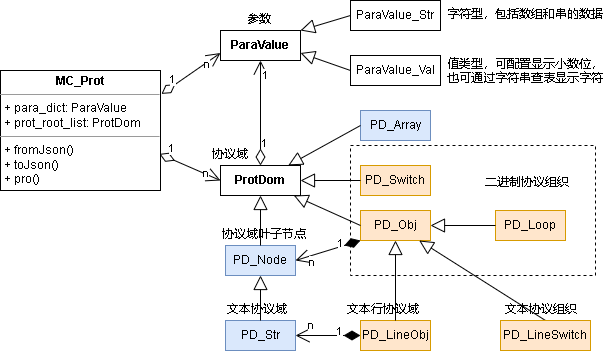 参数
ParaValue
ParaValue_Str
字符型，包括数组和串的数据
ParaValue_Val
值类型，可配置显示小数位，
也可通过字符串查表显示字符
MC_Prot
+ para_dict: ParaValue
+ prot_root_list: ProtDom
+ fromJson()
+ toJson()
+ pro()
1
n
1
n
1
1
协议域
ProtDom
PD_Array
PD_Switch
二进制协议组织
PD_Obj
PD_Loop
协议域叶子节点
PD_Node
1
n
文本协议域
PD_Str
n
1
文本行协议域
PD_LineObj
文本协议组织
PD_LineSwitch